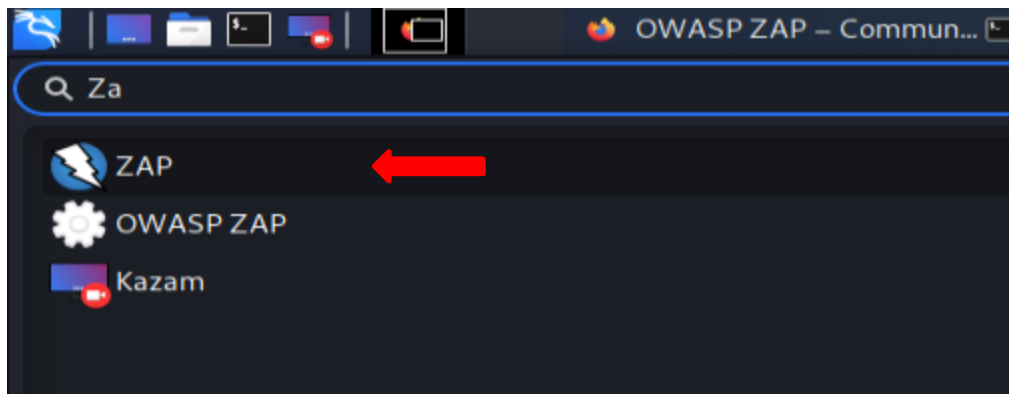 OWASP ZAP – Commun...
Za
ZAP
OWASP ZAP
Kazam